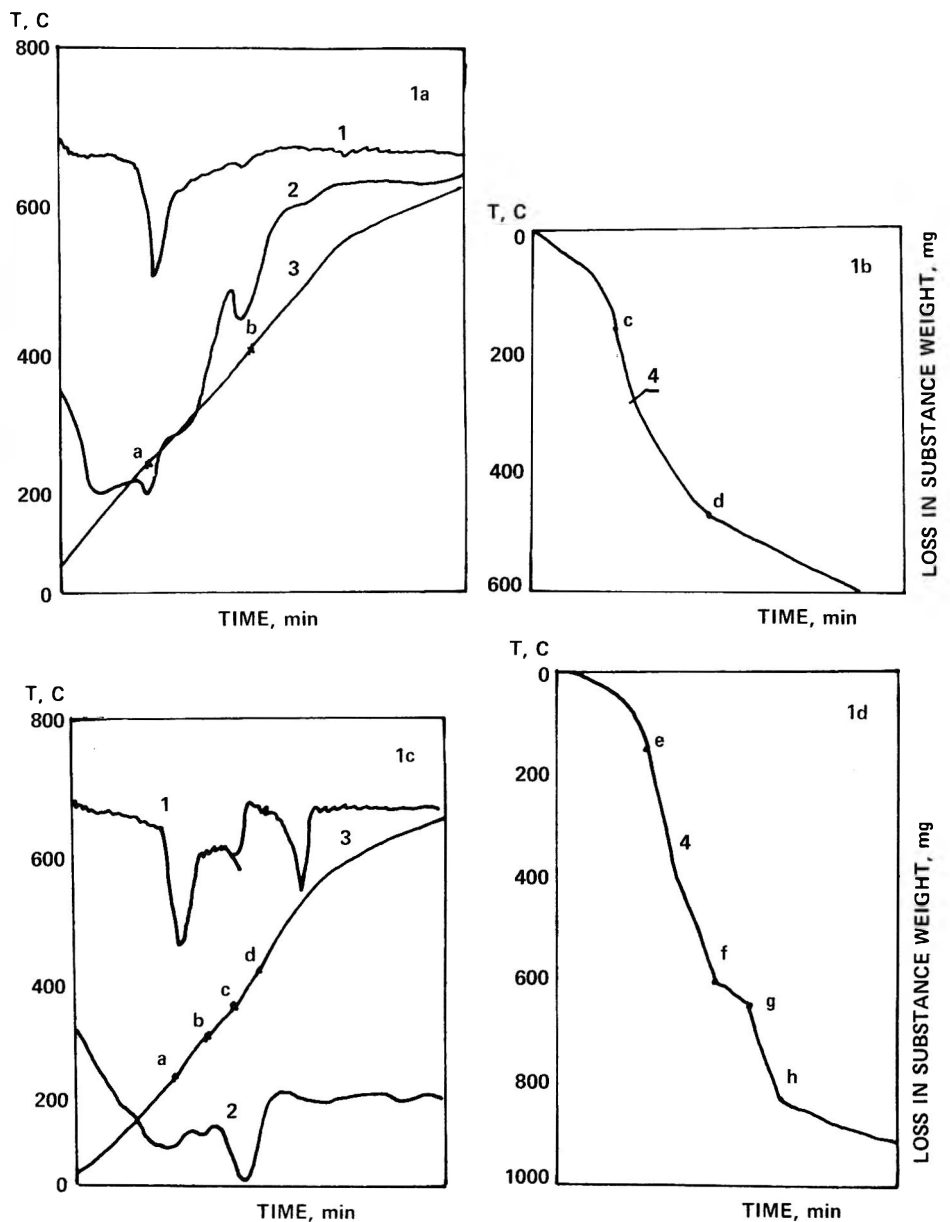 T, C
800
600
400
200
0
1a
1
2
3
a
b
TIME, min
T, C
0
200
400
600
1b
c
4
d
TIME, min
LOSS IN SUBSTANCE WEIGHT, mg
T, C
800
600
400
200
0
1c
1
3
d
c
b
a
2
TIME, min
T, C
0
200
400
600
800
1000
1d
e
4
f
g
h
TIME, min
LOSS IN SUBSTANCE WEIGHT, mg